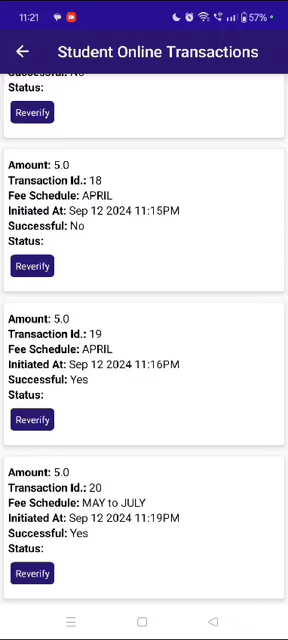 11:21
57%
Student Online Transactions
Successful: No
Status:
Reverify
Amount: 5.0
Transaction Id.: 18
Fee Schedule: APRIL
Initiated At: Sep 12 2024 11:15PM
Successful: No
Status:
Reverify
Amount: 5.0
Transaction Id.: 19
Fee Schedule: APRIL
Initiated At: Sep 12 2024 11:16PM
Successful: Yes
Status:
Reverify
Amount: 5.0
Transaction Id.: 20
Fee Schedule: MAY to JULY
Initiated At: Sep 12 2024 11:19PM
Successful: Yes
Status:
Reverify